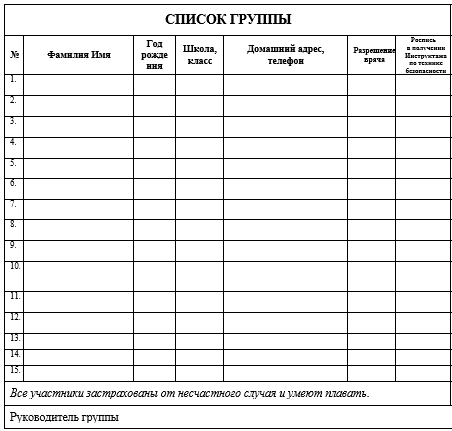 СПИСОК ГРУППЫ
№
Фамилия Имя
Год
рожде
ния
Школа,
класс
Домашний адрес,
телефон
Разрешение
врача
Роспись
в получении
Инструктажа
по технике
безопасности
1.
2.
3.
4.
5.
6.
7.
8.
9.
10.
11.
12.
13.
14.
15.
Все участники застрахованы от несчастного случая и умеют плавать.
Руководитель группы